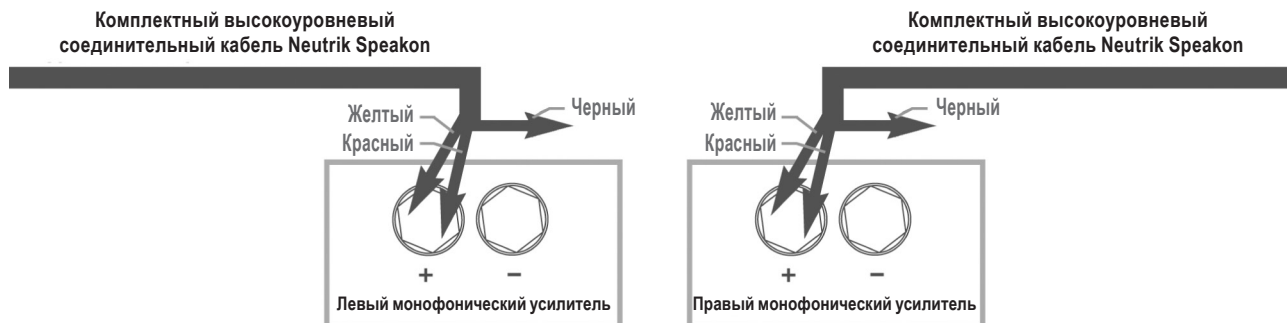 Комплектный высокоуровневый
соединительный кабель Neutrik Speakon
Желтый
Черный
Красный
+ −
Левый монофонический усилитель
Комплектный высокоуровневый
соединительный кабель Neutrik Speakon
Желтый
Черный
Красный
+ −
Правый монофонический усилитель